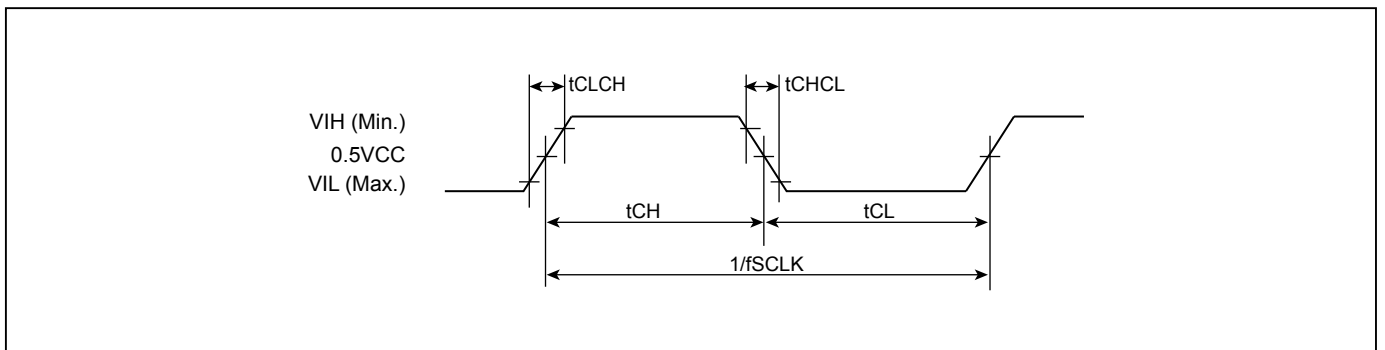 tCLCH
tCHCL
VIH (Min.)
0.5VCC
VIL (Max.)
tCH
tCL
1/fSCLK